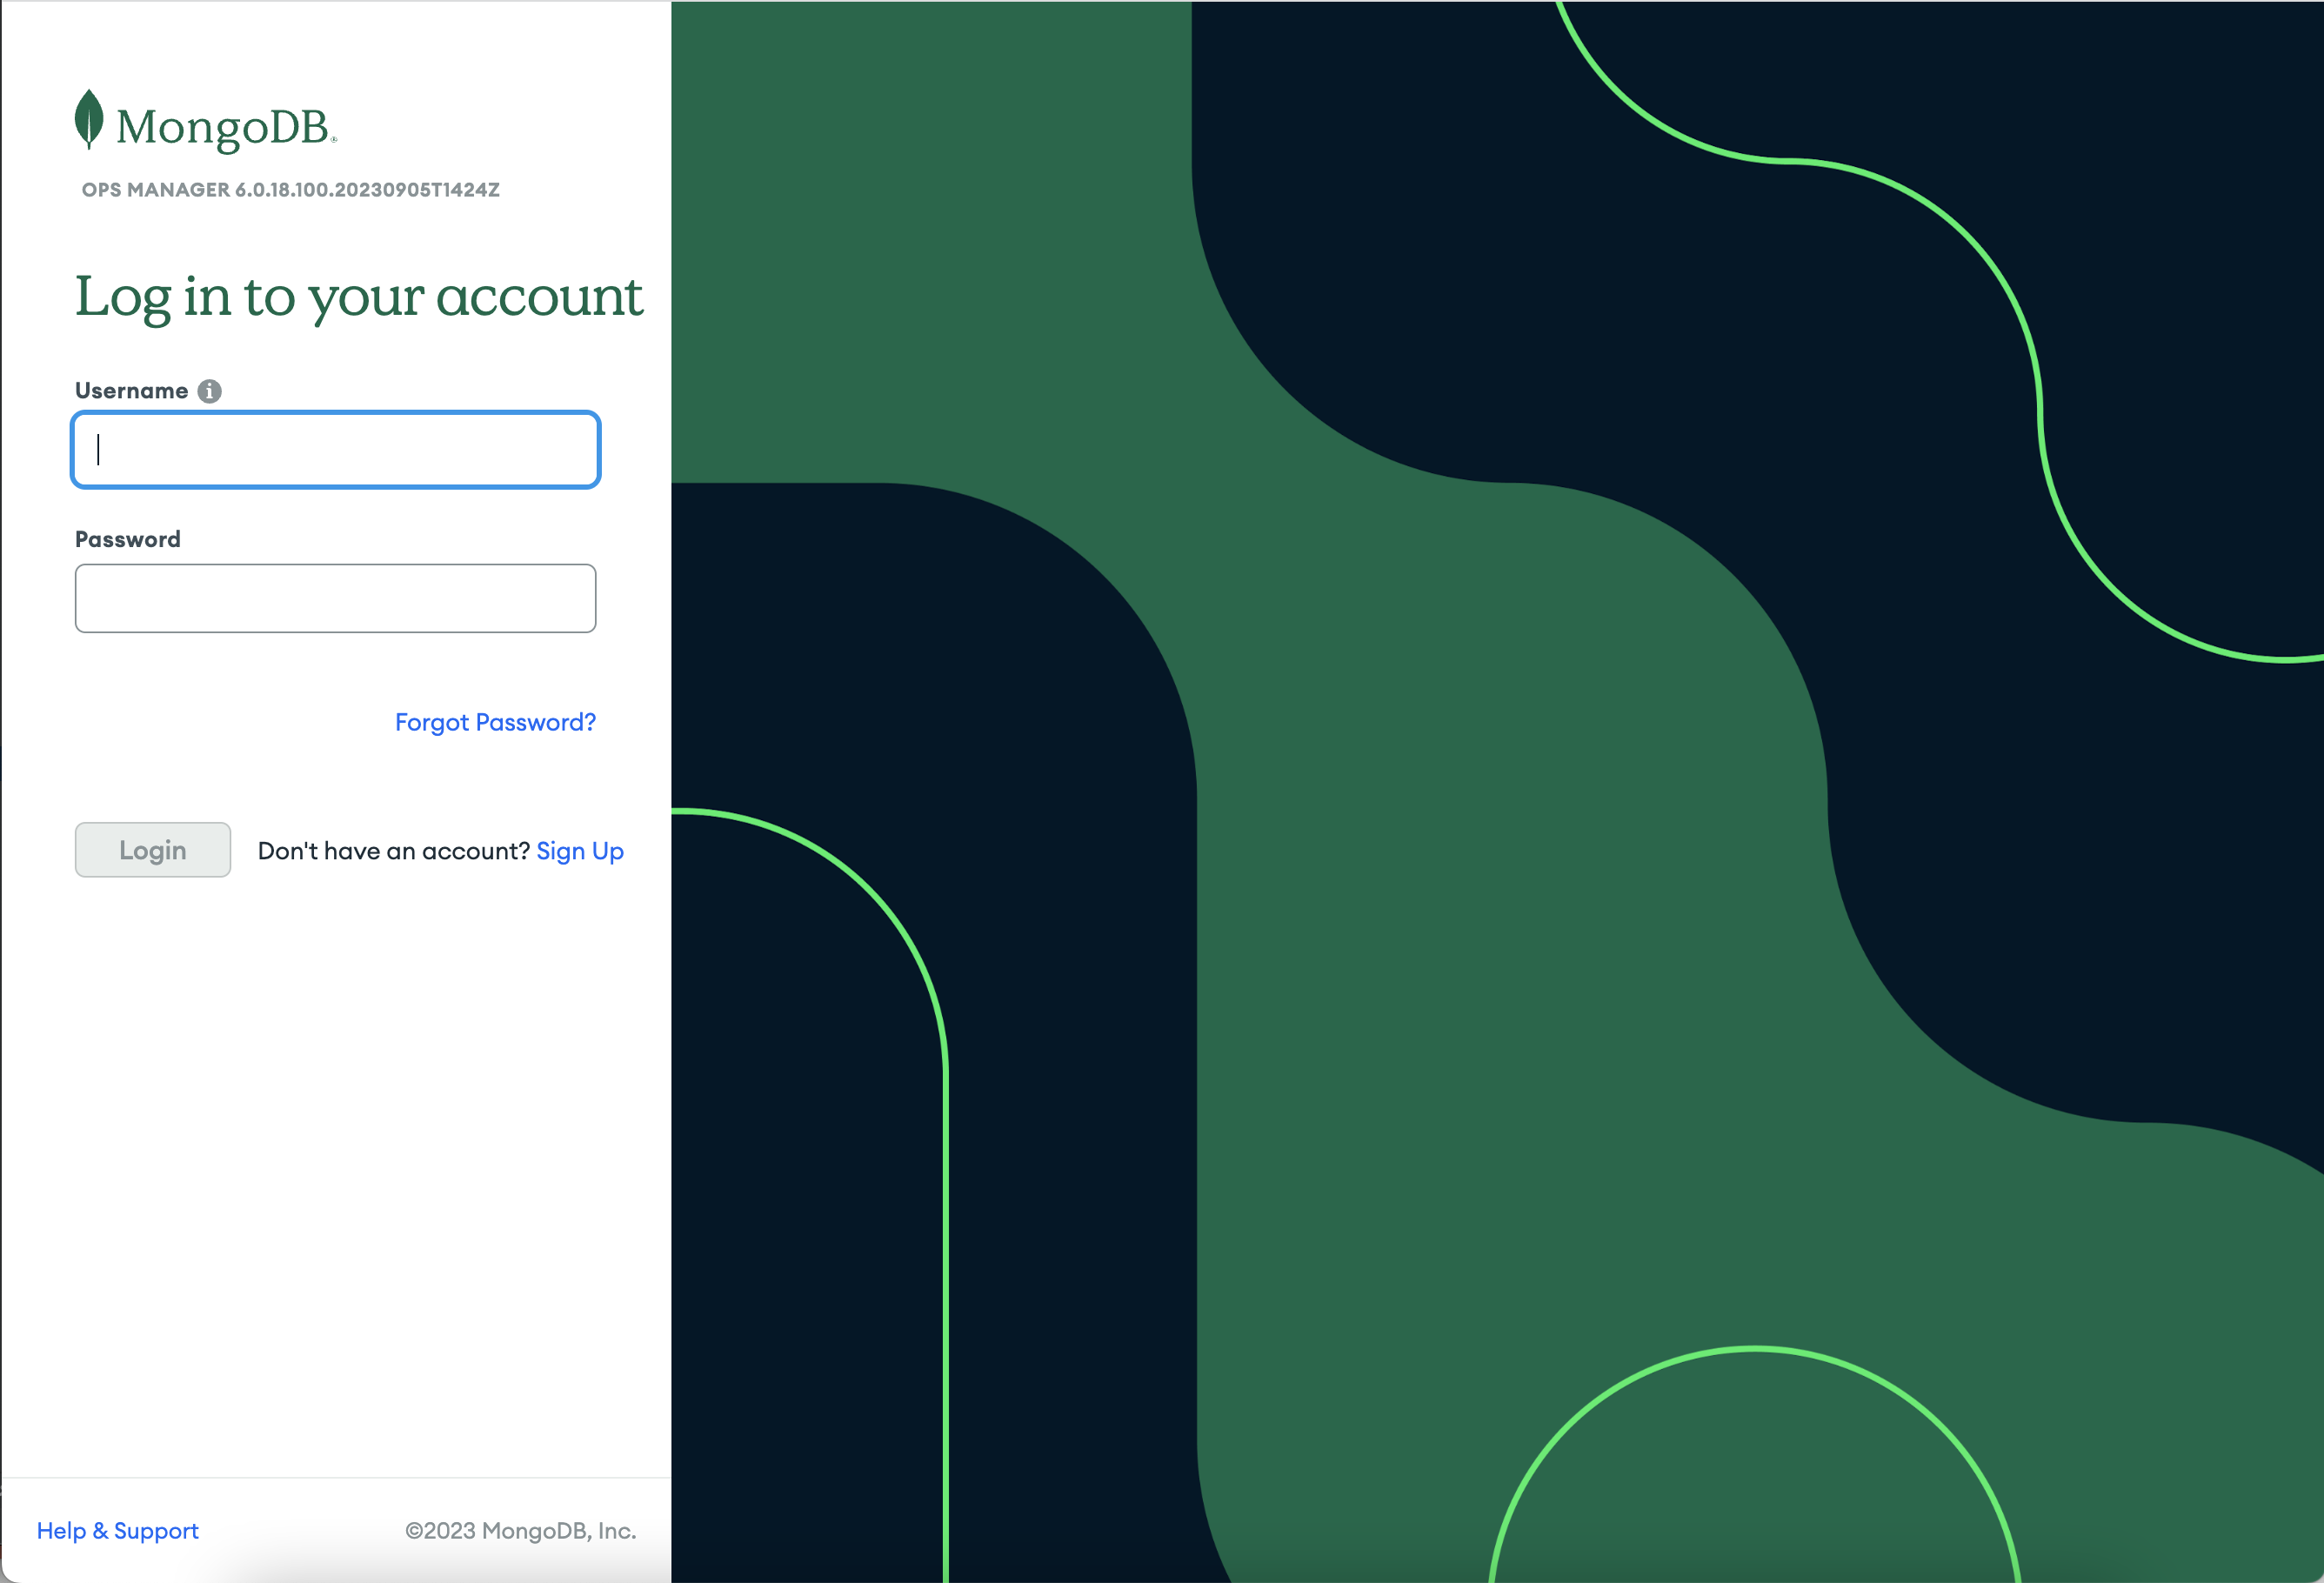 MongoDB®
OPS MANAGER 6.0.18.100.20230905T1424Z
Log in to your account
Username i
Password
Forgot Password?
Login Don't have an account? Sign Up
Help & Support ©2023 MongoDB, Inc.